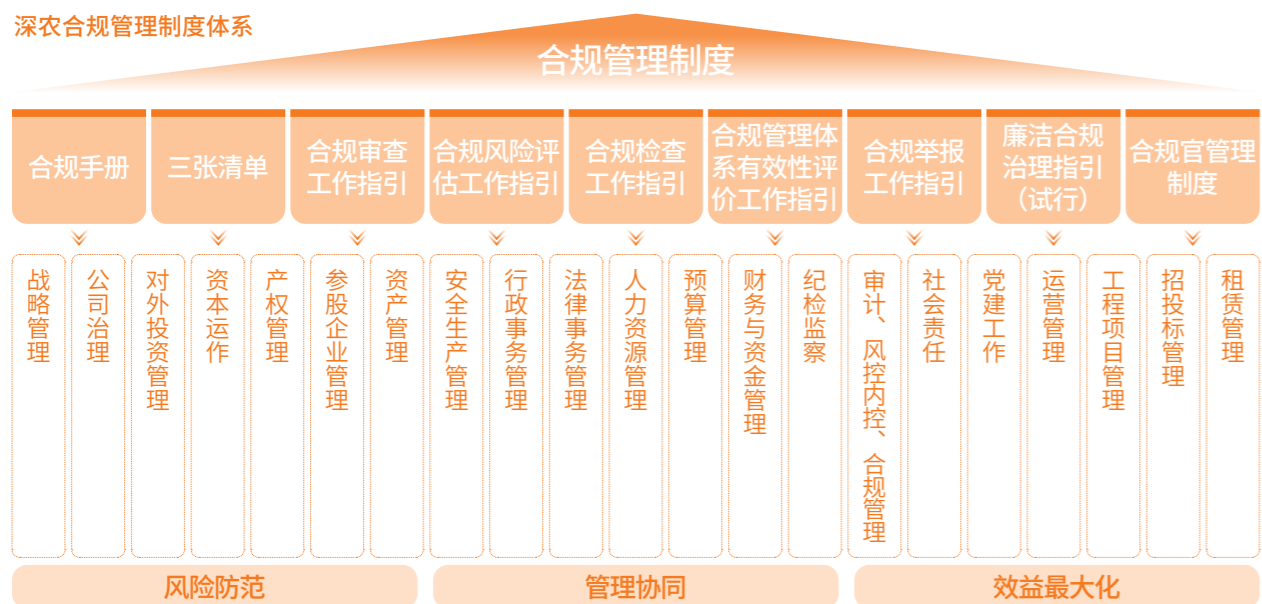 深农合规管理制度体系
合规管理制度
合规手册
三张清单
合规审查
工作指引
合规风险评
估工作指引
合规检查
工作指引
合规管理体
系有效性评
价工作指引
合规举报
工作指引
廉洁合规
治理指引
（试行）
合规官管理
制度
战略管理
公司治理
对外投资管理
资本运作
产权管理
参股企业管理
资产管理
安全生产管理
行政事务管理
法律事务管理
人力资源管理
预算管理
财务与资金管理
纪检监察
审计、风控内控、合规管理
社会责任
党建工作
运营管理
工程项目管理
招投标管理
租赁管理
风险防范
管理协同
效益最大化